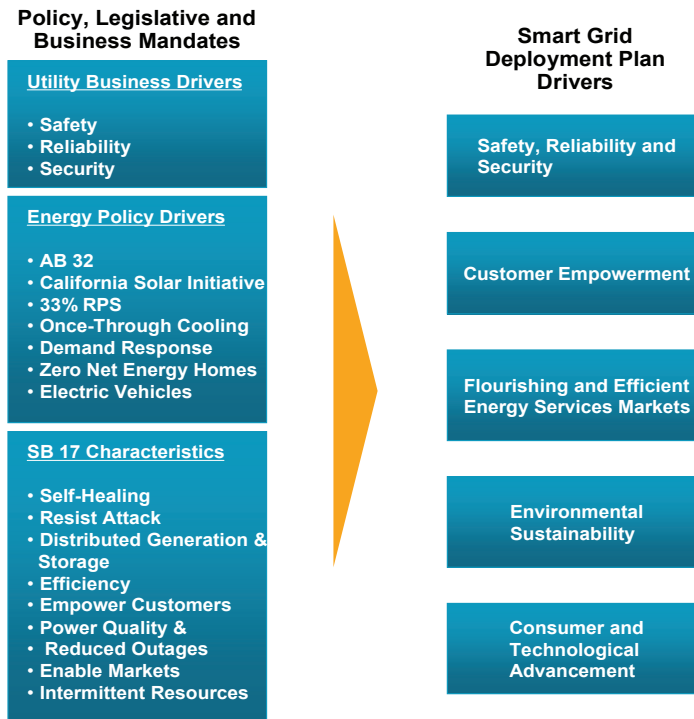 Policy, Legislative and
Business Mandates
Utility Business Drivers
• Safety
• Reliability
• Security
Energy Policy Drivers
• AB 32
• California Solar Initiative
• 33% RPS
• Once-Through Cooling
• Demand Response
• Zero Net Energy Homes
• Electric Vehicles
SB 17 Characteristics
• Self-Healing
• Resist Attack
• Distributed Generation &
Storage
• Efficiency
• Empower Customers
• Power Quality &
Reduced Outages
• Enable Markets
• Intermittent Resources
Smart Grid
Deployment Plan
Drivers
Safety, Reliability and
Security
Customer Empowerment
Flourishing and Efficient
Energy Services Markets
Environmental
Sustainability
Consumer and
Technological
Advancement